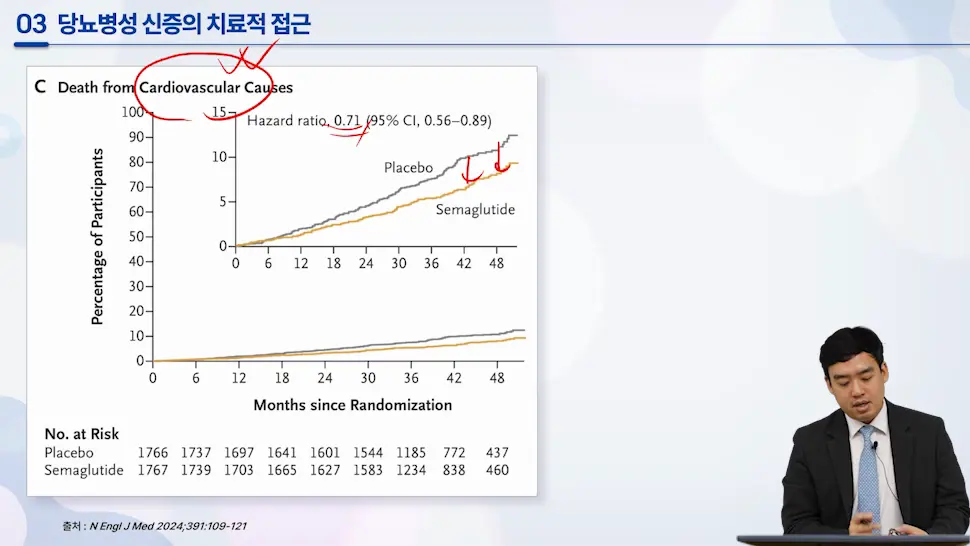 03 당뇨병성 신증의 치료적 접근
C Death from Cardiovascular Causes
Percentage of Participants
100
90
80
70
60
50
40
30
20
10
0
15
10
5
0
Hazard ratio, 0.71 (95% CI, 0.56–0.89)
Placebo
Semaglutide
0 6 12 18 24 30 36 42 48
0 6 12 18 24 30 36 42 48
Months since Randomization
No. at Risk
Placebo 1766 1737 1697 1641 1601 1544 1185 772 437
Semaglutide 1767 1739 1703 1665 1627 1583 1234 838 460
출처 : N Engl J Med 2024;391:109-121